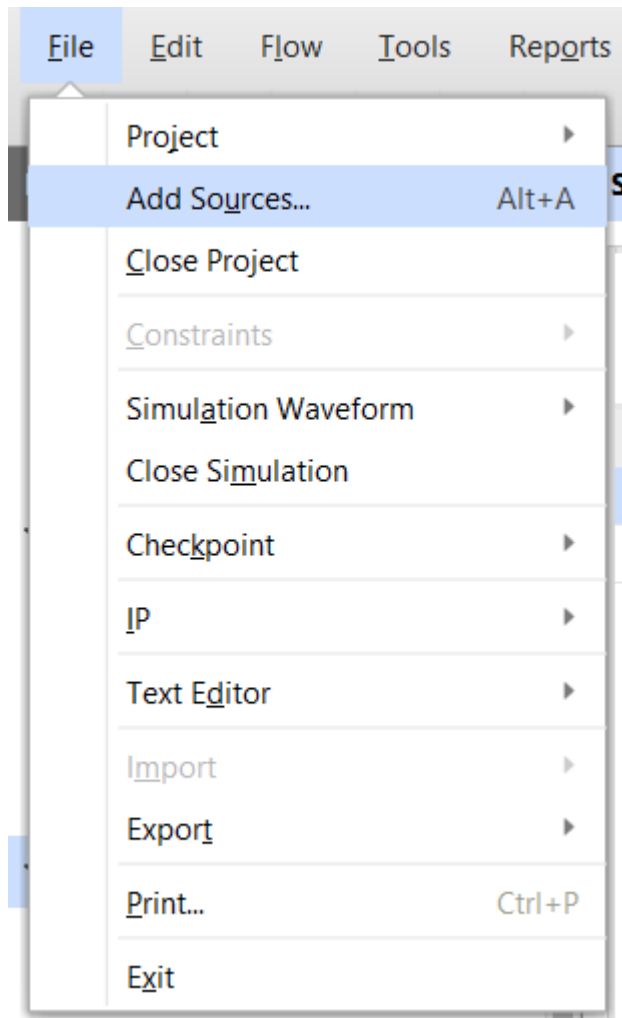 File Edit Flow Tools Reports
Project
Add Sources... Alt+A
Close Project
Constraints
Simulation Waveform
Close Simulation
Checkpoint
IP
Text Editor
Import
Export
Print... Ctrl+P
Exit